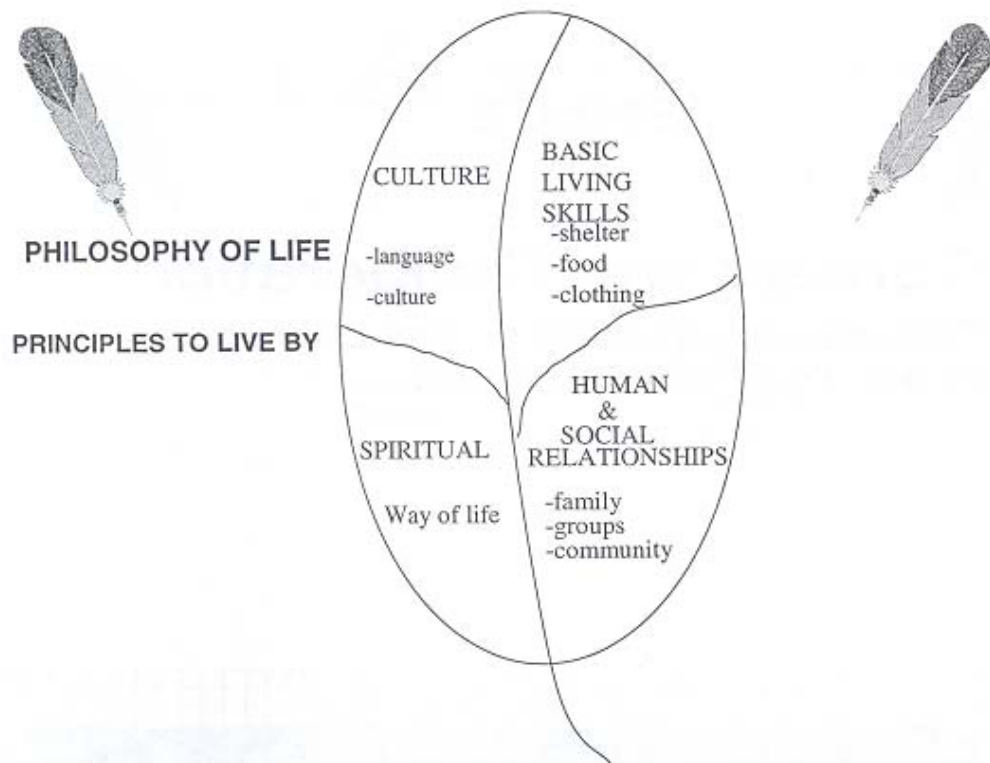 PHILOSOPHY OF LIFE
PRINCIPLES TO LIVE BY
CULTURE
-language
-culture
BASIC
LIVING
SKILLS
-shelter
-food
-clothing
SPIRITUAL
Way of life
HUMAN
&
SOCIAL
RELATIONSHIPS
-family
-groups
-community